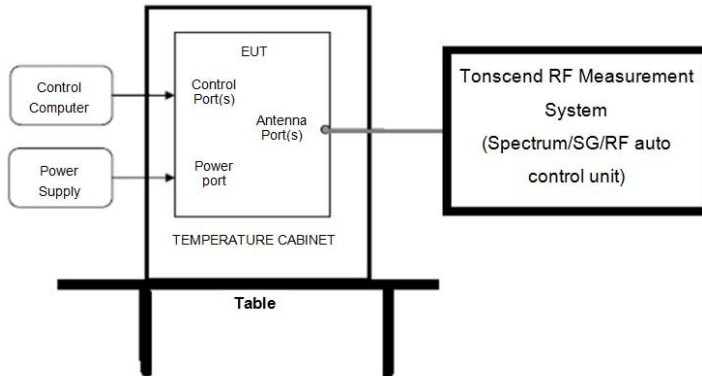 EUT
Control
Computer
Control
Port(s)
Antenna
Port(s)
Power
Supply
Power
port
TEMPERATURE CABINET
Table
Tonscend RF Measurement
System
(Spectrum/SG/RF auto
control unit)